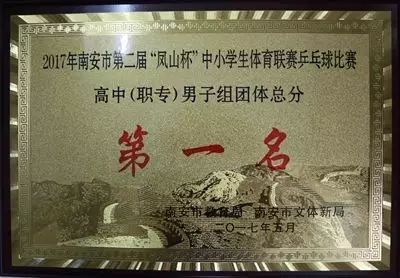 2017年南安市第二届“凤山杯”中小学生体育联赛乒乓球比赛
高中(职专)男子组团体总分
第一名
南安市教育局 南安市文体新局
二〇一七年五月